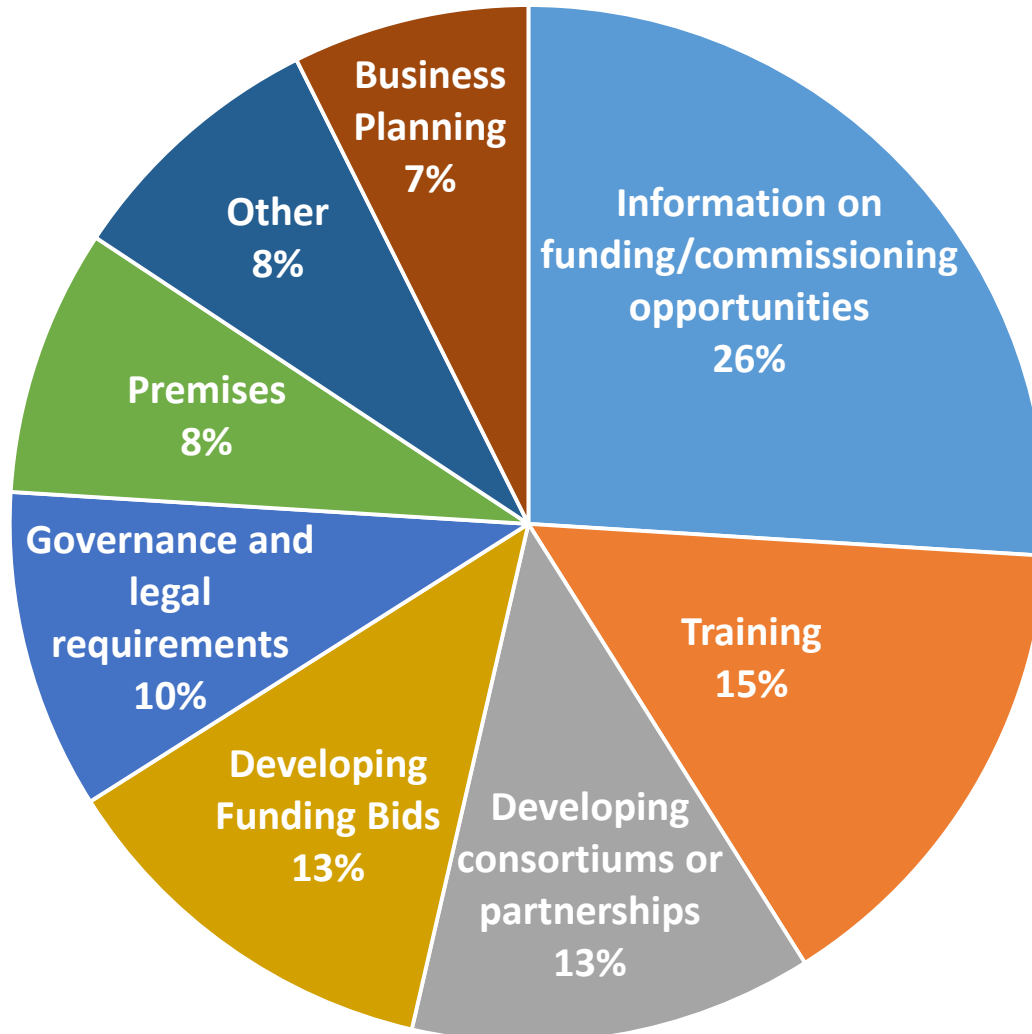 Business
Planning
7%
Information on
funding/commissioning
opportunities
26%
Other
8%
Premises
8%
Governance and
legal
requirements
10%
Training
15%
Developing
Funding Bids
13%
Developing
consortiums or
partnerships
13%